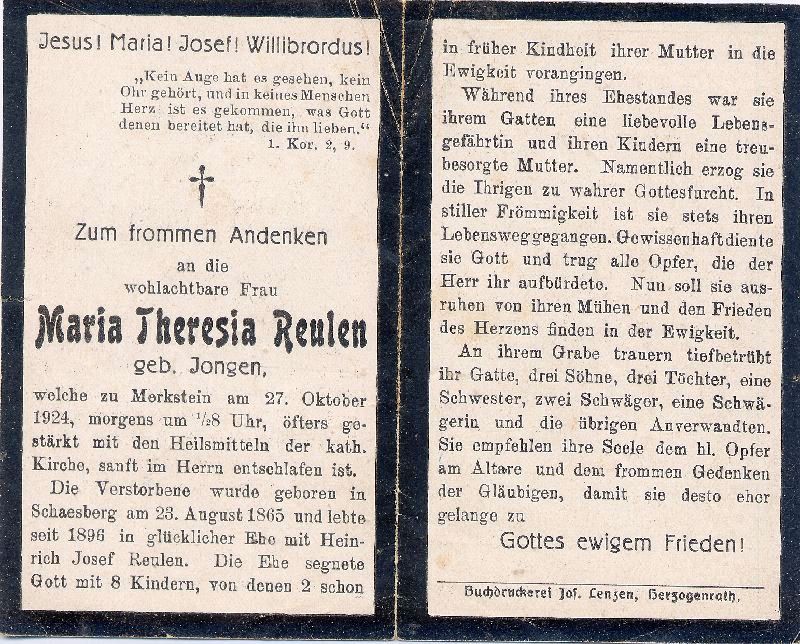 Jesus! Maria! Josef! Willibrordus!
„Kein Auge hat es gesehen, kein
Ohr gehört, und in keines Menschen
Herz ist es gekommen, was Gott
denen bereitet hat, die ihn lieben.“
1. Kor. 2, 9.
Zum frommen Andenken
an die
wohlachtbare Frau
Maria Theresia Reulen
geb. Jongen,
welche zu Merkstein am 27. Oktober
1924, morgens um ½8 Uhr, öfters ge-
stärkt mit den Heilsmitteln der kath.
Kirche, sanft im Herrn entschlafen ist.
Die Verstorbene wurde geboren in
Schaesberg am 23. August 1865 und lebte
seit 1896 in glücklicher Ehe mit Hein-
rich Josef Reulen. Die Ehe segnete
Gott mit 8 Kindern, von denen 2 schon
in früher Kindheit ihrer Mutter in die
Ewigkeit vorangingen.
Während ihres Ehestandes war sie
ihrem Gatten eine liebevolle Lebens-
gefährtin und ihren Kindern eine treu-
besorgte Mutter. Namentlich erzog sie
die Ihrigen zu wahrer Gottesfurcht. In
stiller Frömmigkeit ist sie stets ihren
Lebensweg gegangen. Gewissenhaft diente
sie Gott und trug alle Opfer, die der
Herr ihr aufbürdete. Nun soll sie aus-
ruhen von ihren Mühen und den Frieden
des Herzens finden in der Ewigkeit.
An ihrem Grabe trauern tiefbetrübt
ihr Gatte, drei Söhne, drei Töchter, eine
Schwester, zwei Schwäger, eine Schwä-
gerin und die übrigen Anverwandten.
Sie empfehlen ihre Seele dem hl. Opfer
am Altare und dem frommen Gedenken
der Gläubigen, damit sie desto eher
gelange zu
Gottes ewigem Frieden!
Buchdruckerei Jos. Lenzen, Herzogenrath.